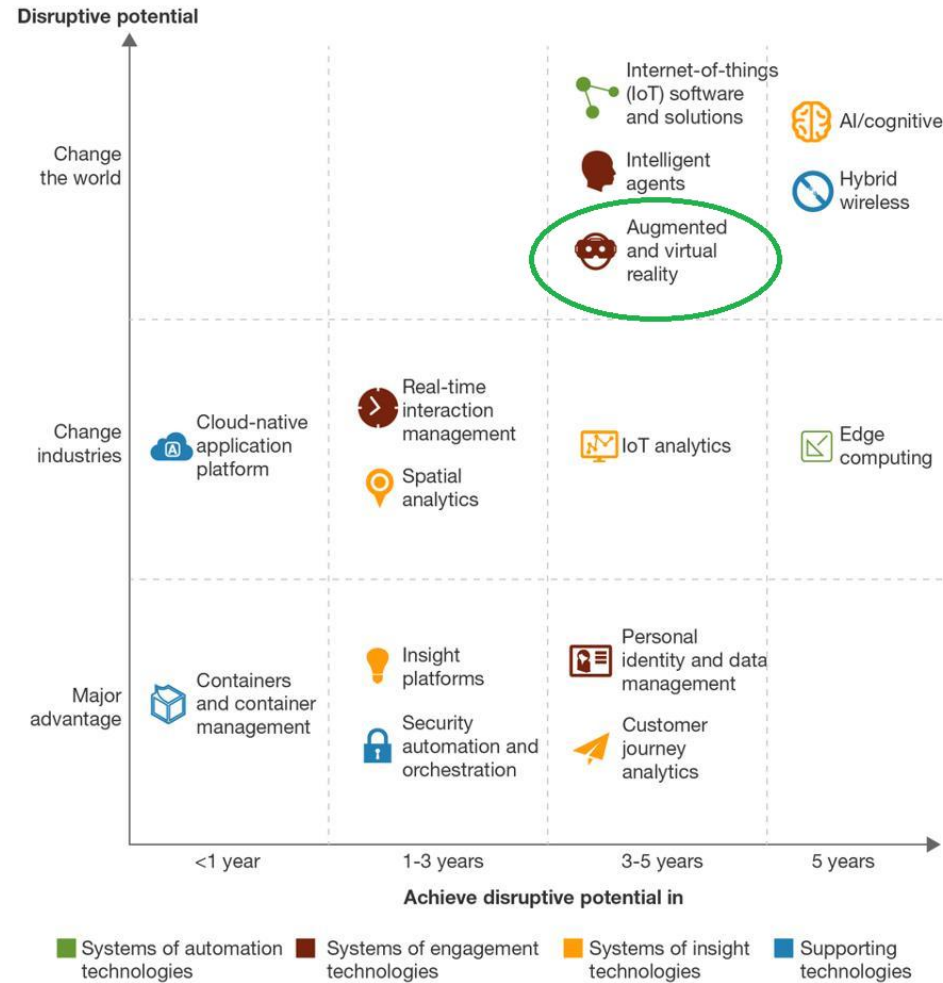 Disruptive potential
Change
the world
Internet-of-things
(IoT) software
and solutions
Intelligent
agents
Augmented
and virtual
reality
AI/cognitive
Hybrid
wireless
Change
industries
A
Cloud-native
application
platform
Real-time
interaction
management
Spatial
analytics
IoT analytics
Edge
computing
Major
advantage
Containers
and container
management
Insight
platforms
Security
automation and
orchestration
Personal
identity and data
management
Customer
journey
analytics
<1 year
1-3 years
3-5 years
5 years
Achieve disruptive potential in
Systems of automation
technologies
Systems of engagement
technologies
Systems of insight
technologies
Supporting
technologies